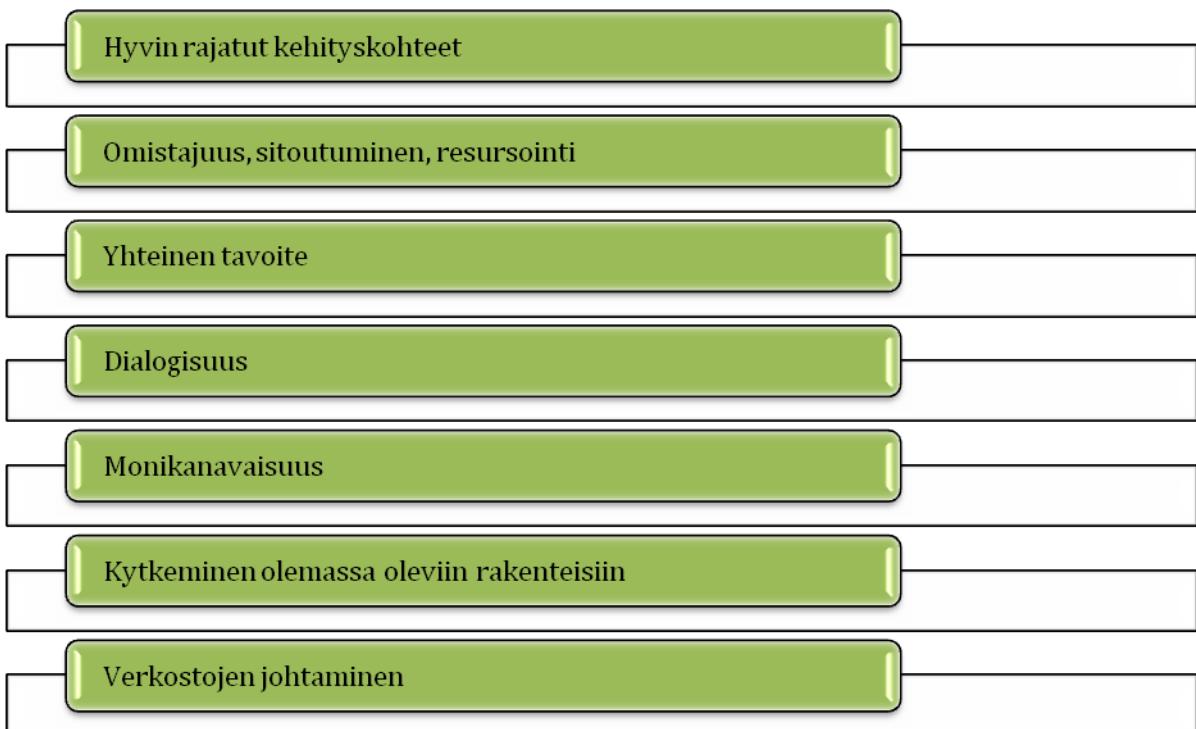 Hyvin rajatut kehityskohteet
Omistajuus, sitoutuminen, resursointi
Yhteinen tavoite
Dialogisuus
Monikanavaisuus
Kytkeminen olemassa oleviin rakenteisiin
Verkostojen johtaminen